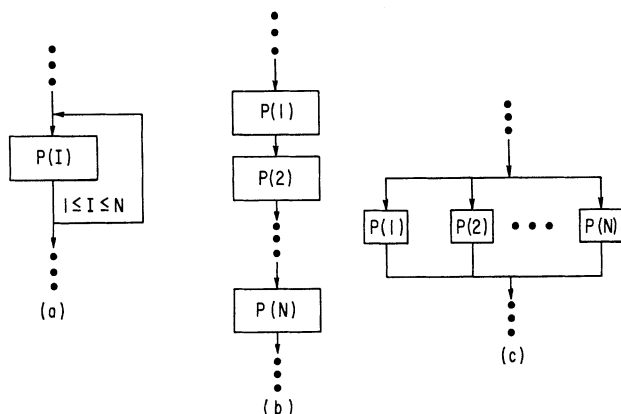 P(I)
1≤I≤N
(a)
P(1)
P(2)
P(N)
(b)
P(1) P(2) P(N)
(c)